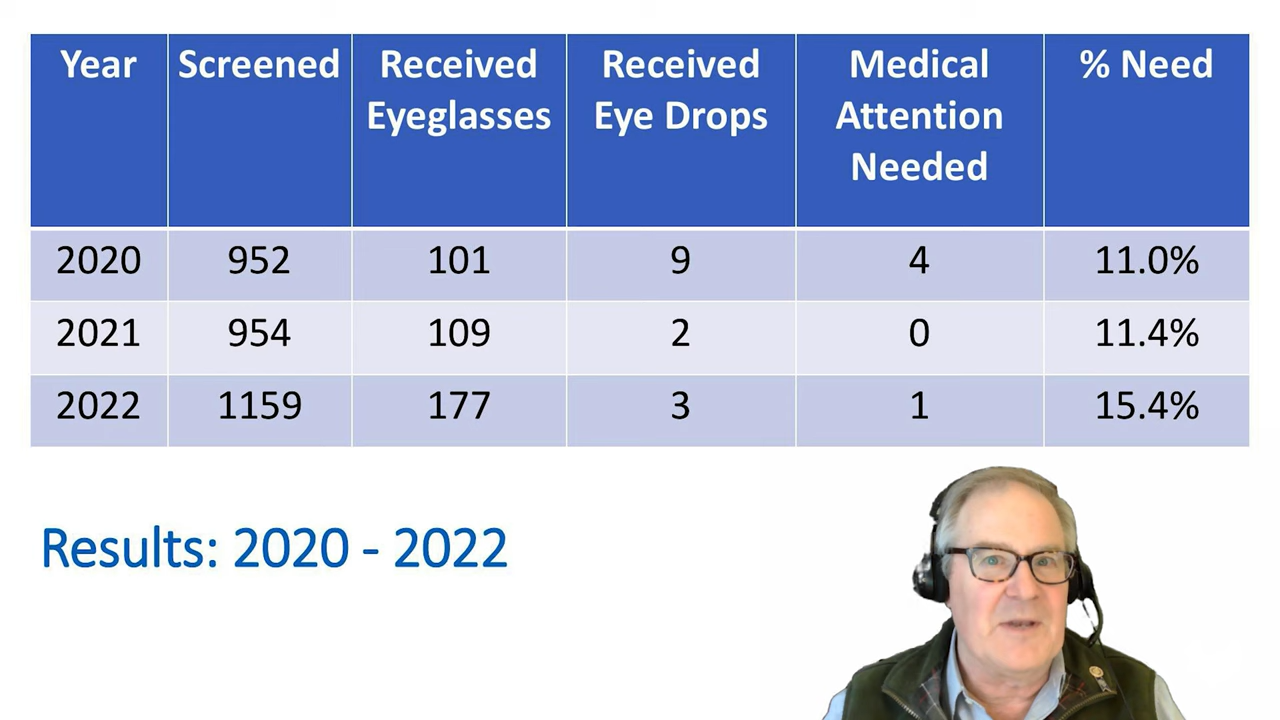 Year Screened Received Eyeglasses Received Eye Drops Medical Attention Needed % Need
2020 952 101 9 4 11.0%
2021 954 109 2 0 11.4%
2022 1159 177 3 1 15.4%
Results: 2020 - 2022